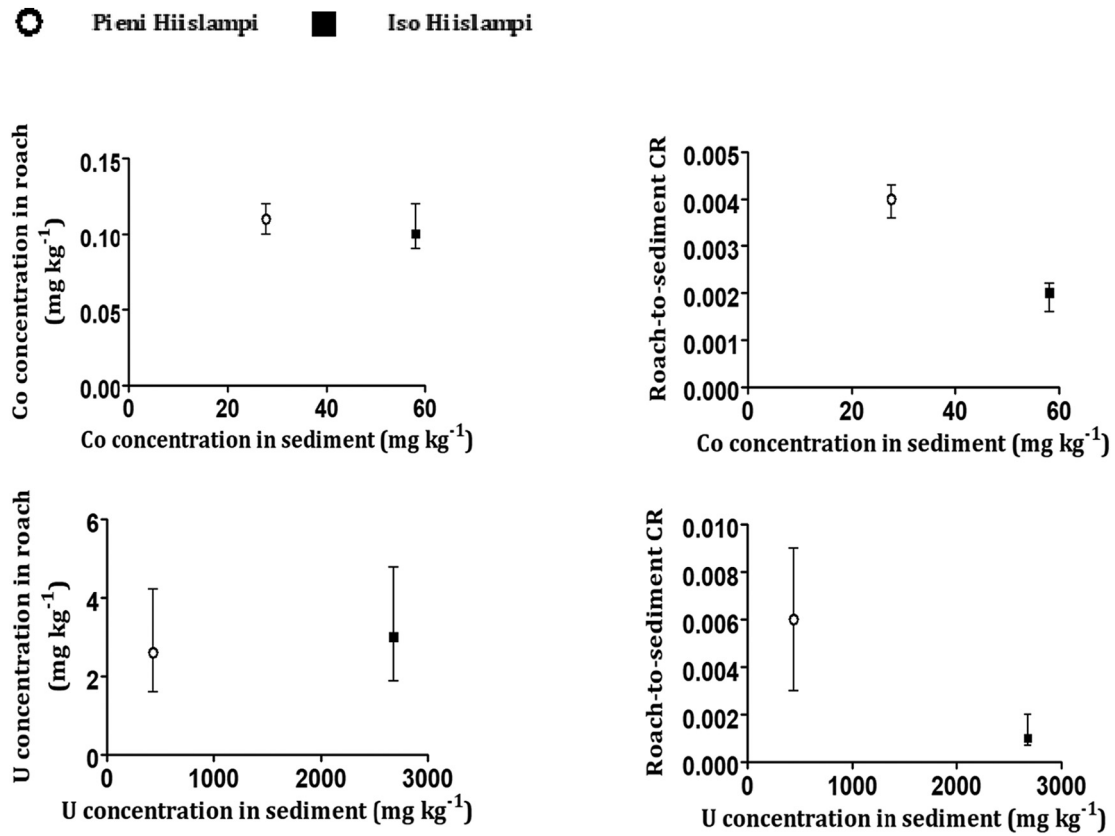 Pieni Hiislampi Iso Hiislampi
Co concentration in roach
(mg kg⁻¹)
0.15
0.10
0.05
0.00
0 20 40 60
Co concentration in sediment (mg kg⁻¹)
Roach-to-sediment CR
0.005
0.004
0.003
0.002
0.001
0.000
0 20 40 60
Co concentration in sediment (mg kg⁻¹)
U concentration in roach
(mg kg⁻¹)
6
4
2
0
0 1000 2000 3000
U concentration in sediment (mg kg⁻¹)
Roach-to-sediment CR
0.010
0.008
0.006
0.004
0.002
0.000
0 1000 2000 3000
U concentration in sediment (mg kg⁻¹)